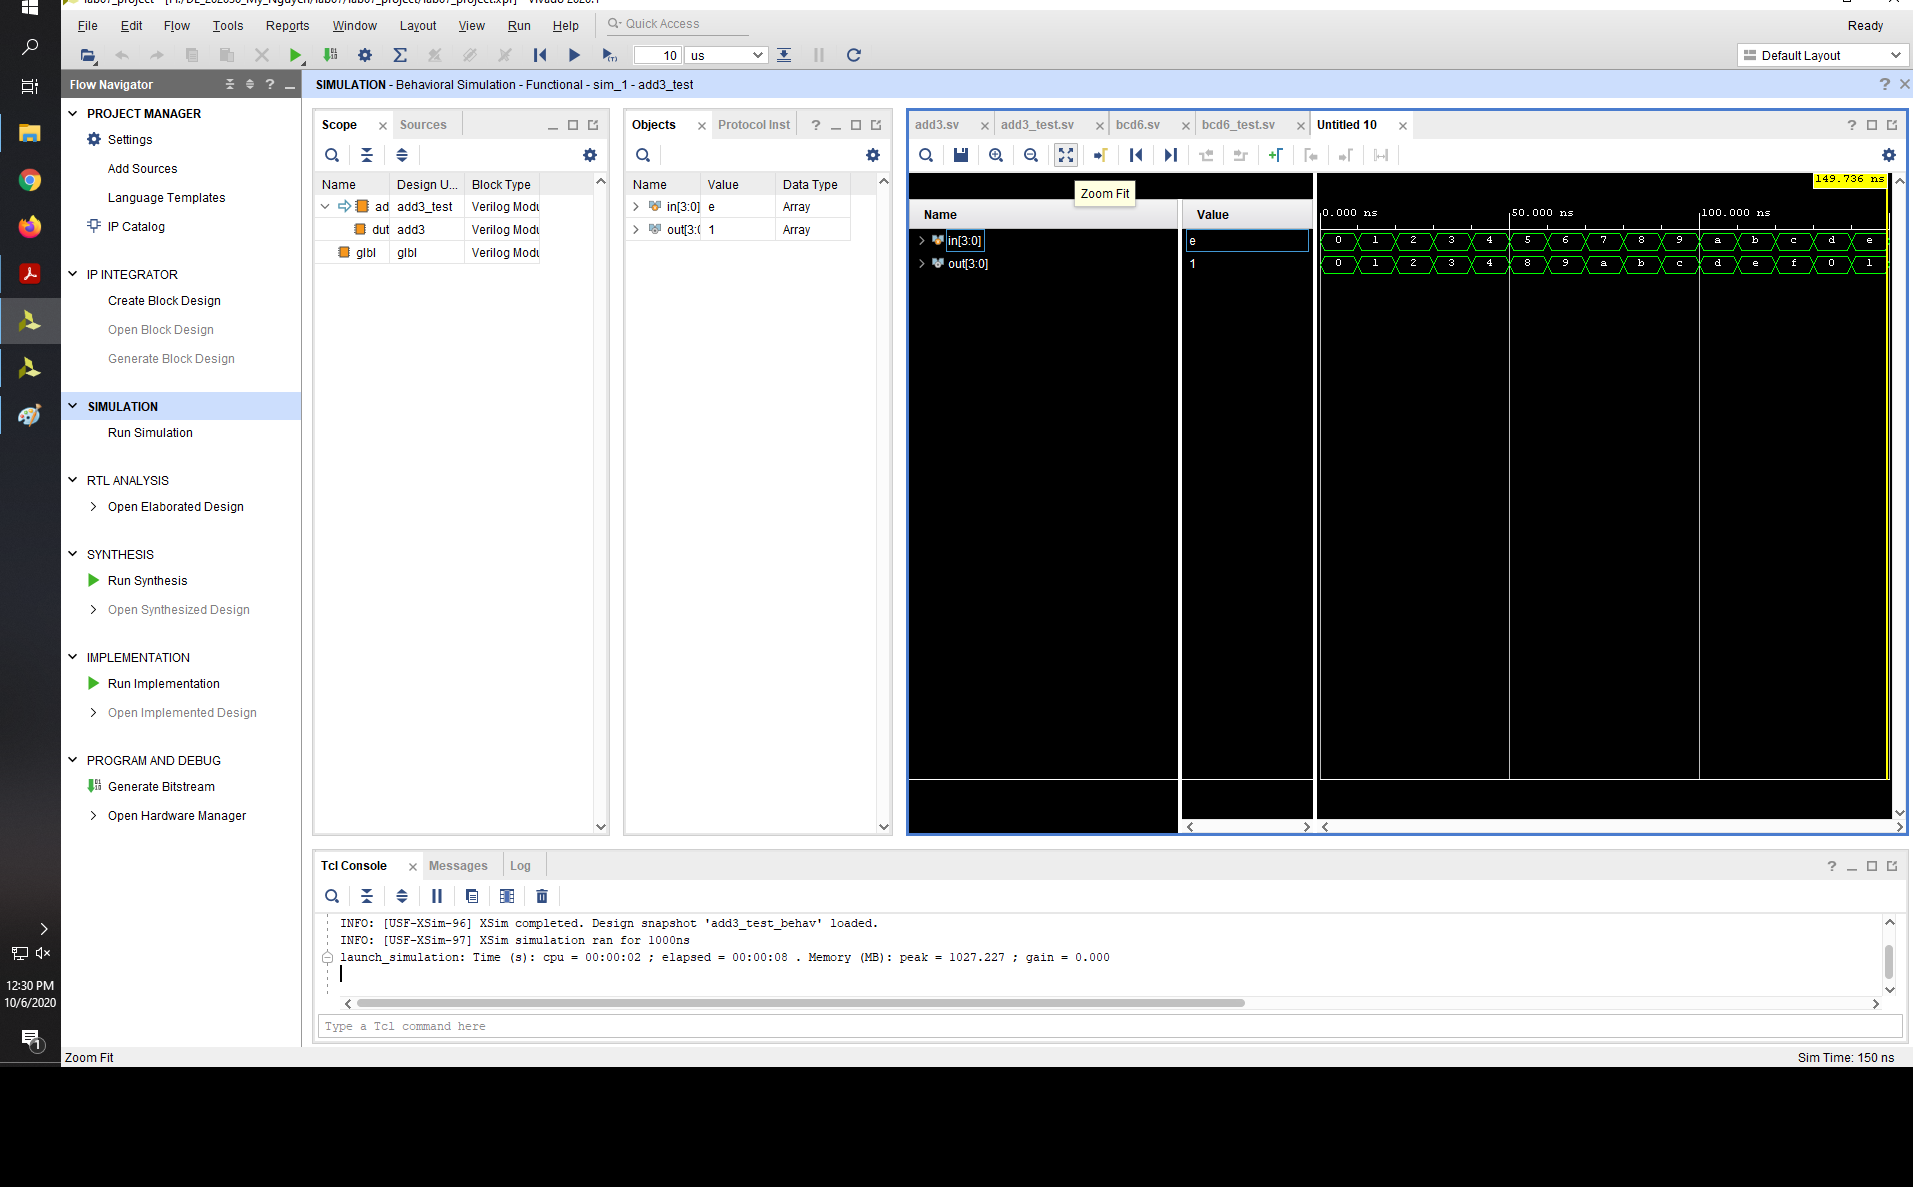 File Edit Flow Tools Reports Window Layout View Run Help Quick Access Ready
10 us Default Layout
Flow Navigator
SIMULATION - Behavioral Simulation - Functional - sim_1 - add3_test
PROJECT MANAGER
Settings
Add Sources
Language Templates
IP Catalog
IP INTEGRATOR
Create Block Design
Open Block Design
Generate Block Design
SIMULATION
Run Simulation
RTL ANALYSIS
Open Elaborated Design
SYNTHESIS
Run Synthesis
Open Synthesized Design
IMPLEMENTATION
Run Implementation
Open Implemented Design
PROGRAM AND DEBUG
Generate Bitstream
Open Hardware Manager
Scope Sources
Name Design U... Block Type
ad add3_test Verilog Modu
dut add3 Verilog Modu
glbl glbl Verilog Modu
Objects Protocol Inst
Name Value Data Type
in[3:0] e Array
out[3:0 1 Array
add3.sv add3_test.sv bcd6.sv bcd6_test.sv Untitled 10
Zoom Fit
149.736 ns
Name Value 0.000 ns 50.000 ns 100.000 ns
in[3:0] e 0 1 2 3 4 5 6 7 8 9 a b c d e
out[3:0] 1 0 1 2 3 4 8 9 a b c d e f 0 1
Tcl Console Messages Log
INFO: [USF-XSim-96] XSim completed. Design snapshot 'add3_test_behav' loaded.
INFO: [USF-XSim-97] XSim simulation ran for 1000ns
launch_simulation: Time (s): cpu = 00:00:02 ; elapsed = 00:00:08 . Memory (MB): peak = 1027.227 ; gain = 0.000
Type a Tcl command here
12:30 PM
10/6/2020
1
Zoom Fit Sim Time: 150 ns